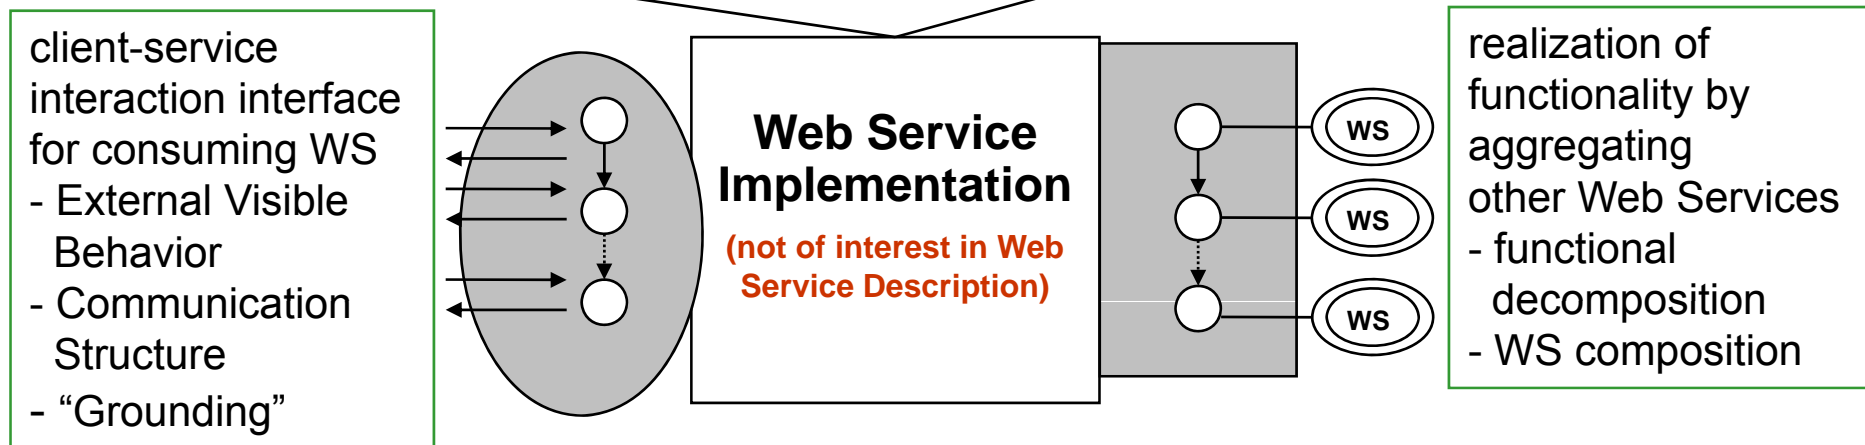 client-service
interaction interface
for consuming WS
- External Visible
Behavior
- Communication
Structure
- “Grounding”
Web Service
Implementation
(not of interest in Web
Service Description)
WS
WS
WS
realization of
functionality by
aggregating
other Web Services
- functional
decomposition
- WS composition